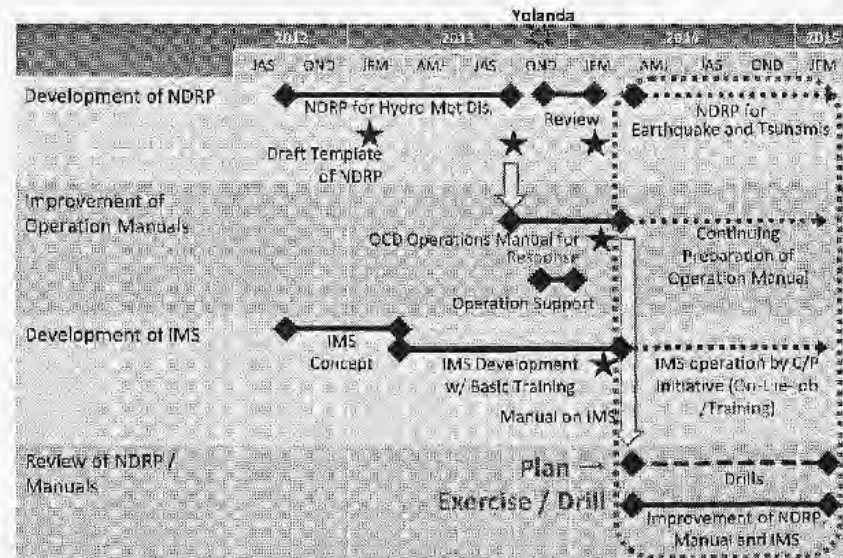 Yolanda
2012 2013 2014 2015
JAS OND JFM AMJ JAS OND JFM AMJ JAS OND JFM
Development of NDRP
NDRP for Hydro Met Dis.
Review
NDRP for
Earthquake and Tsunamis
Draft Template
of NDRP
Improvement of
Operation Manuals
OCD Operations Manual for
Response
Continuing
Preparation of
Operation Manual
Operation Support
Development of IMS
IMS
Concept
IMS Development
w/ Basic Training
IMS operation by C/P
Initiative (On-the-job
/Training)
Manual on IMS
Review of NDRP /
Manuals
Plan
Exercise / Drill
Drills
Improvement of NDRP,
Manual and IMS